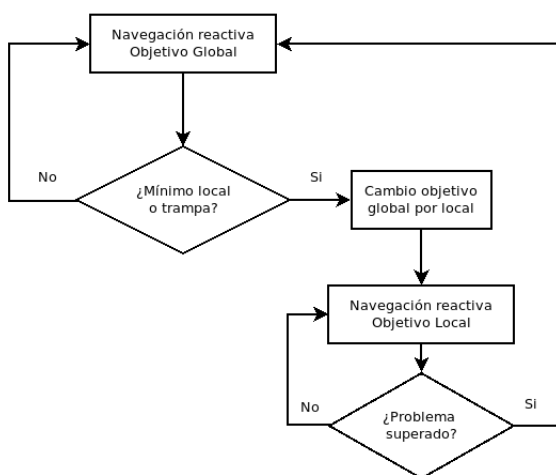 Navegación reactiva
Objetivo Global
No
¿Mínimo local
o trampa?
Si
Cambio objetivo
global por local
Navegación reactiva
Objetivo Local
No
¿Problema
superado?
Si